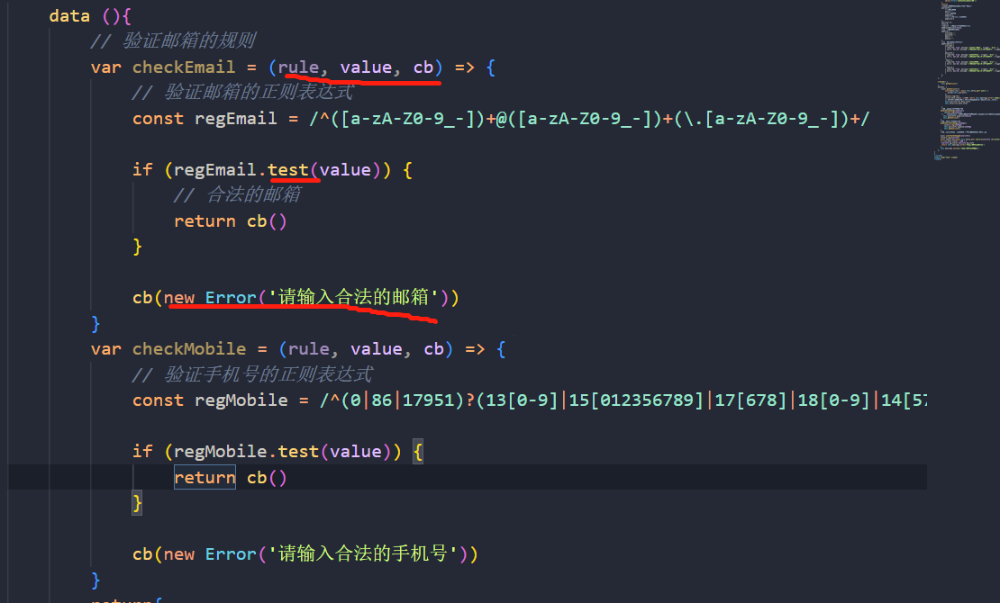 data (){
// 验证邮箱的规则
var checkEmail = (rule, value, cb) => {
// 验证邮箱的正则表达式
const regEmail = /^([a-zA-Z0-9_-])+@([a-zA-Z0-9_-])+(\.[a-zA-Z0-9_-])+/
if (regEmail.test(value)) {
// 合法的邮箱
return cb()
}
cb(new Error('请输入合法的邮箱'))
}
var checkMobile = (rule, value, cb) => {
// 验证手机号的正则表达式
const regMobile = /^(0|86|17951)?(13[0-9]|15[012356789]|17[678]|18[0-9]|14[57
if (regMobile.test(value)) {
return cb()
}
cb(new Error('请输入合法的手机号'))
}
return{